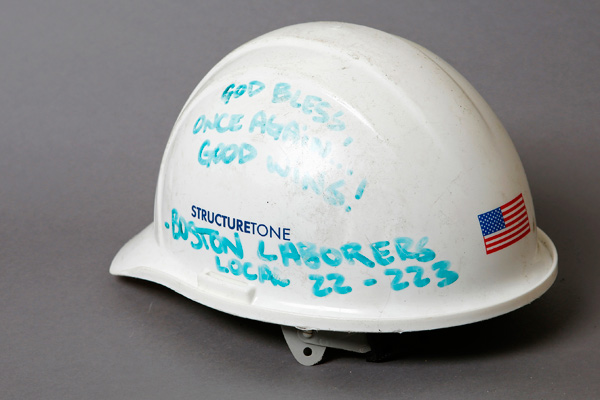 GOD BLESS
ONCE AGAIN...
GOOD WINS!
STRUCTURETONE
-BOSTON LABORERS
LOCAL 22-223